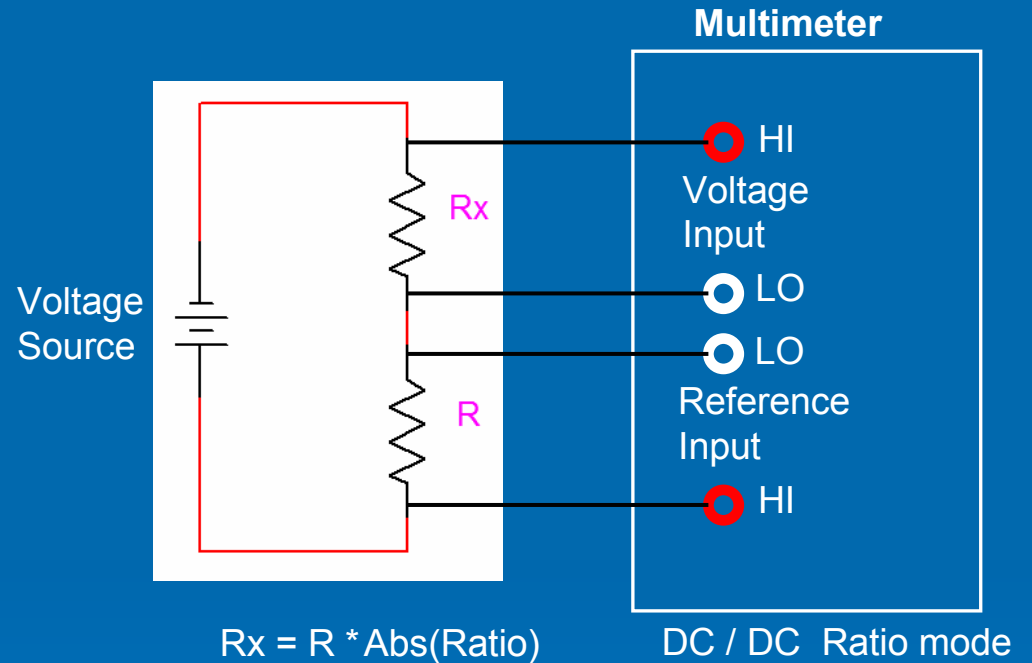 Multimeter
HI
Voltage
Input
Rx
LO
Voltage
Source
LO
Reference
Input
R
HI
Rx = R * Abs(Ratio)
DC / DC Ratio mode